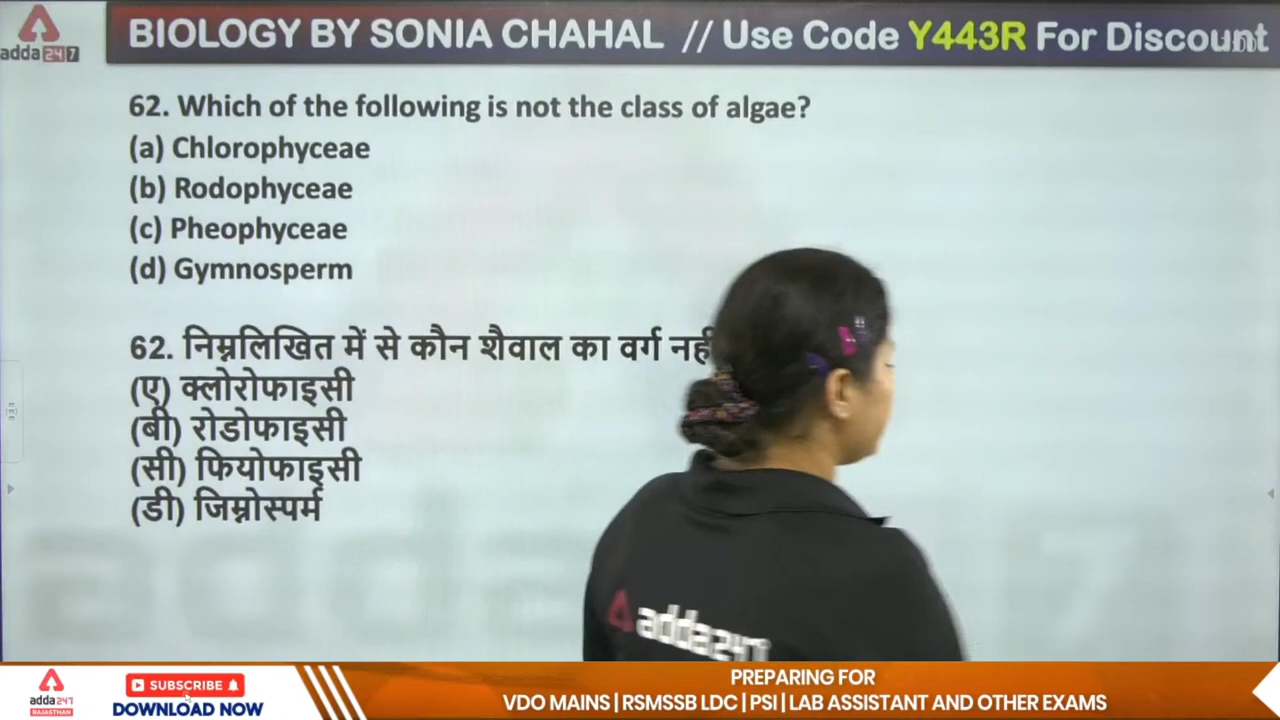 adda247
BIOLOGY BY SONIA CHAHAL // Use Code Y443R For Discount
62. Which of the following is not the class of algae?
(a) Chlorophyceae
(b) Rodophyceae
(c) Pheophyceae
(d) Gymnosperm
62. निम्नलिखित में से कौन शैवाल का वर्ग नहीं
(ए) क्लोरोफाइसी
(बी) रोडोफाइसी
(सी) फियोफाइसी
(डी) जिम्नोस्पर्म
adda247
adda247
RAJASTHAN
SUBSCRIBE
DOWNLOAD NOW
PREPARING FOR
VDO MAINS | RSMSSB LDC | PSI | LAB ASSISTANT AND OTHER EXAMS